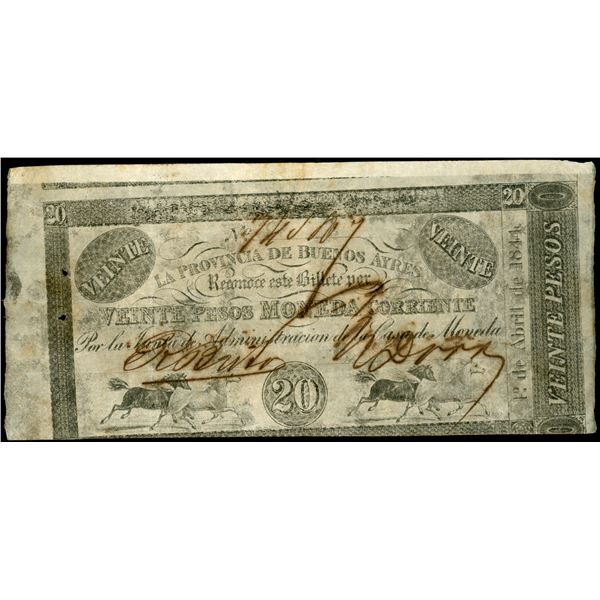 20
20
VEINTE
VEINTE
LA PROVINCIA DE BUENOS AYRES
Reconoce este Billete por
VEINTE PESOS MONEDA CORRIENTE
Por la Junta de Administracion de la Casa de Moneda
20
1º de Abril de 1844
VEINTE PESOS